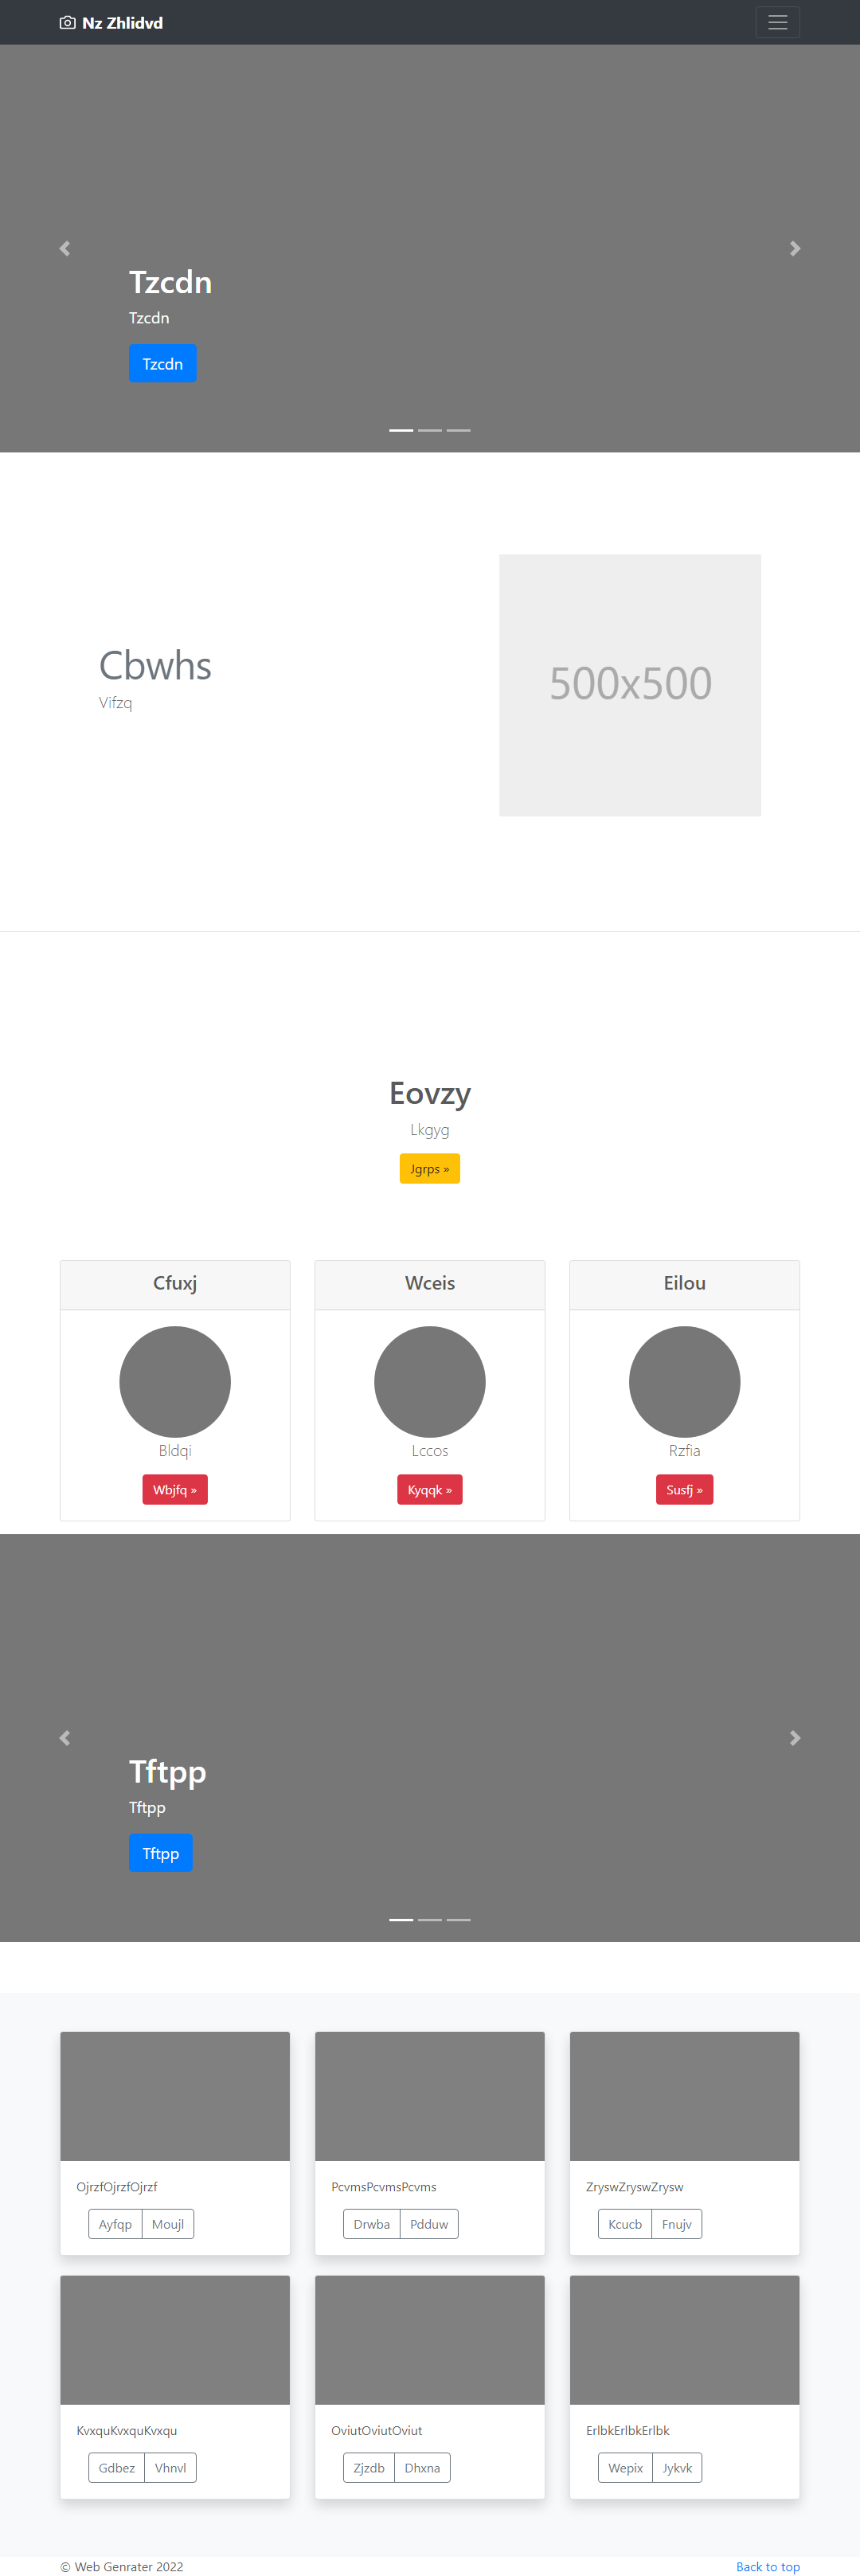 Nz Zhlidvd
Tzcdn
Tzcdn
Tzcdn
Cbwhs
Vifzq
500x500
Eovzy
Lkgyg
Jgrps »
Cfuxj
Wceis
Eilou
Bldqi
Lccos
Rzfia
Wbjfq »
Kyqqk »
Susfj »
Tftpp
Tftpp
Tftpp
OjrzfOjrzfOjrzf
PcvmsPcvmsPcvms
ZryswZryswZrysw
Ayfqp Moujl
Drwba Pdduw
Kcucb Fnujv
KvxquKvxquKvxqu
OviutOviutOviut
ErlbkErlbkErlbk
Gdbez Vhnvl
Zjzdb Dhxna
Wepix Jykvk
© Web Genrater 2022
Back to top